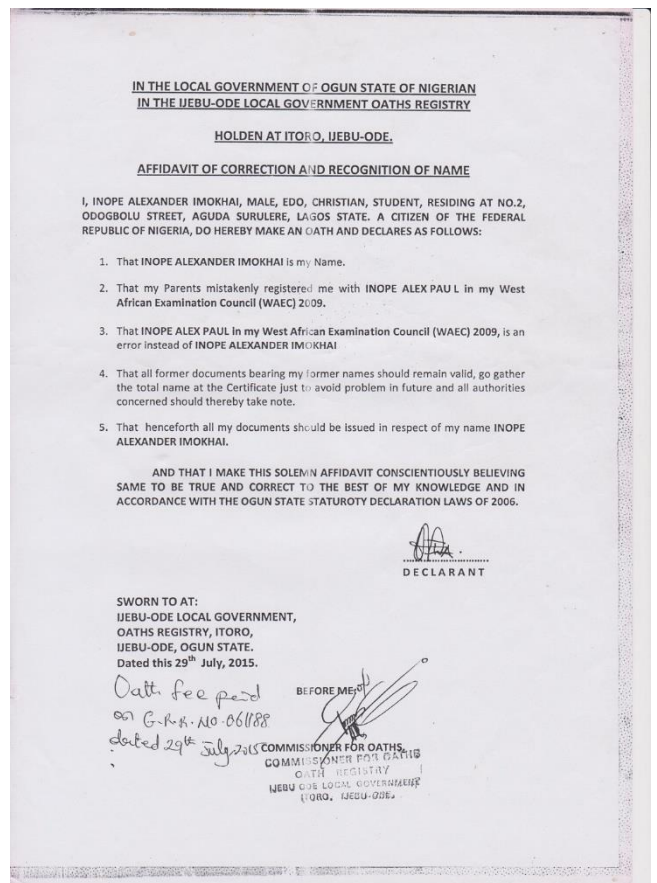 IN THE LOCAL GOVERNMENT OF OGUN STATE OF NIGERIAN
IN THE IJEBU-ODE LOCAL GOVERNMENT OATHS REGISTRY
HOLDEN AT ITORO, IJEBU-ODE.
AFFIDAVIT OF CORRECTION AND RECOGNITION OF NAME
I, INOPE ALEXANDER IMOKHAI, MALE, EDO, CHRISTIAN, STUDENT, RESIDING AT NO.2,
ODOGBOLU STREET, AGUDA SURULERE, LAGOS STATE. A CITIZEN OF THE FEDERAL
REPUBLIC OF NIGERIA, DO HEREBY MAKE AN OATH AND DECLARES AS FOLLOWS:
1. That INOPE ALEXANDER IMOKHAI is my Name.
2. That my Parents mistakenly registered me with INOPE ALEX PAU L in my West
African Examination Council (WAEC) 2009.
3. That INOPE ALEX PAUL in my West African Examination Council (WAEC) 2009, is an
error instead of INOPE ALEXANDER IMOKHAI
4. That all former documents bearing my former names should remain valid, go gather
the total name at the Certificate just to avoid problem in future and all authorities
concerned should thereby take note.
5. That henceforth all my documents should be issued in respect of my name INOPE
ALEXANDER IMOKHAI.
AND THAT I MAKE THIS SOLEMN AFFIDAVIT CONSCIENTIOUSLY BELIEVING
SAME TO BE TRUE AND CORRECT TO THE BEST OF MY KNOWLEDGE AND IN
ACCORDANCE WITH THE OGUN STATE STATUROTY DECLARATION LAWS OF 2006.
DECLARANT
SWORN TO AT:
IJEBU-ODE LOCAL GOVERNMENT,
OATHS REGISTRY, ITORO,
IJEBU-ODE, OGUN STATE.
Dated this 29th July, 2015.
Oath fee paid
on G.R.R. NO. 061188
dated 29th July 2015
BEFORE ME,
COMMISSIONER FOR OATHS,
COMMISSIONER FOR OATHS
OATH REGISTRY
IJEBU ODE LOCAL GOVERNMENT
ITORO, IJEBU-ODE.